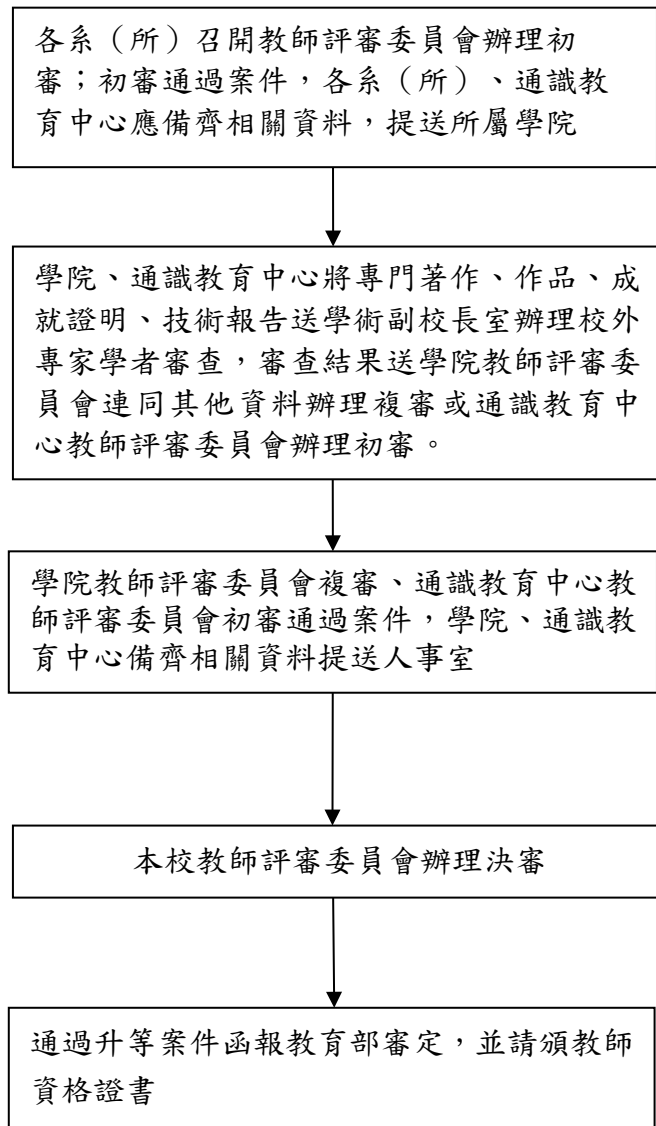 各系（所）召開教師評審委員會辦理初
審；初審通過案件，各系（所）、通識教
育中心應備齊相關資料，提送所屬學院
學院、通識教育中心將專門著作、作品、成
就證明、技術報告送學術副校長室辦理校外
專家學者審查，審查結果送學院教師評審委
員會連同其他資料辦理複審或通識教育中
心教師評審委員會辦理初審。
學院教師評審委員會複審、通識教育中心教
師評審委員會初審通過案件，學院、通識教
育中心備齊相關資料提送人事室
本校教師評審委員會辦理決審
通過升等案件函報教育部審定，並請頒教師
資格證書